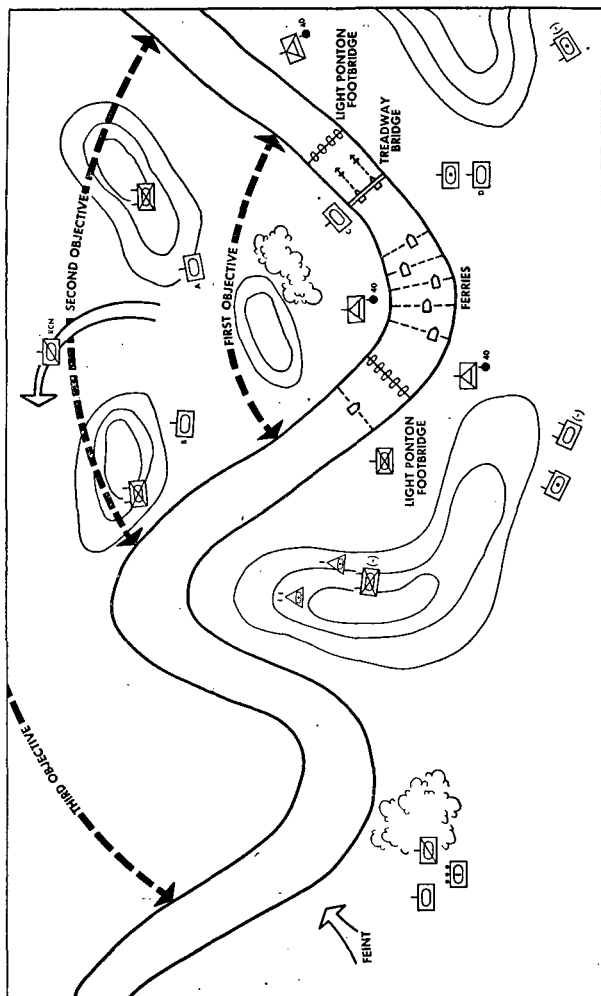 RCN
THIRD OBJECTIVE
SECOND OBJECTIVE
B
A
FIRST OBJECTIVE
40
C
LIGHT PONTON
FOOTBRIDGE
40
TREADWAY
BRIDGE
(-)
FEINT
LIGHT PONTON
FOOTBRIDGE
40
FERRIES
D
(-)
(-)